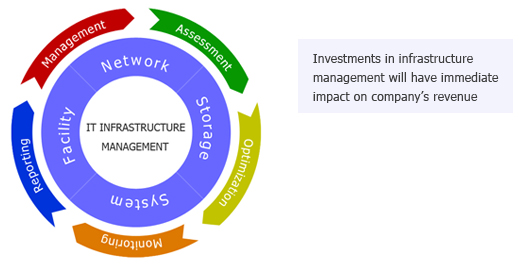 Management
Assessment
Optimization
Monitoring
Reporting
Network
Storage
System
Facility
IT INFRASTRUCTURE
MANAGEMENT
Investments in infrastructure
management will have immediate
impact on company’s revenue